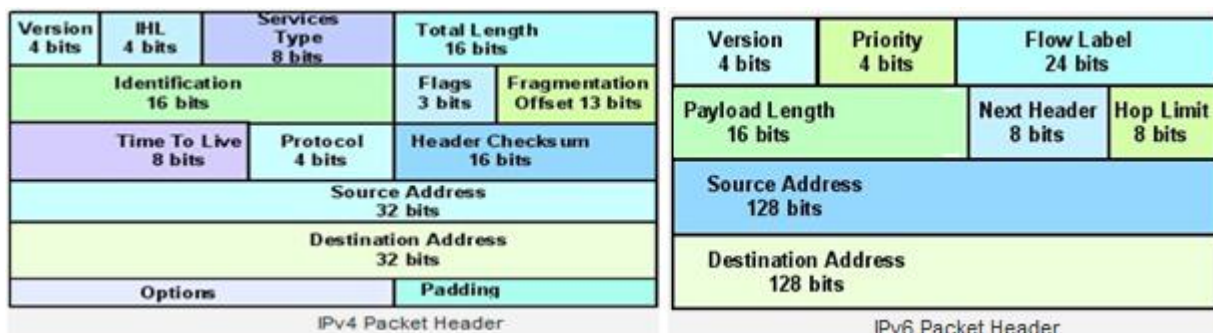 Version
4 bits
IHL
4 bits
Services
Type
8 bits
Total Length
16 bits
Identification
16 bits
Flags
3 bits
Fragmentation
Offset 13 bits
Time To Live
8 bits
Protocol
4 bits
Header Checksum
16 bits
Source Address
32 bits
Destination Address
32 bits
Options
Padding
IPv4 Packet Header
Version
4 bits
Priority
4 bits
Flow Label
24 bits
Payload Length
16 bits
Next Header
8 bits
Hop Limit
8 bits
Source Address
128 bits
Destination Address
128 bits
IPv6 Packet Header